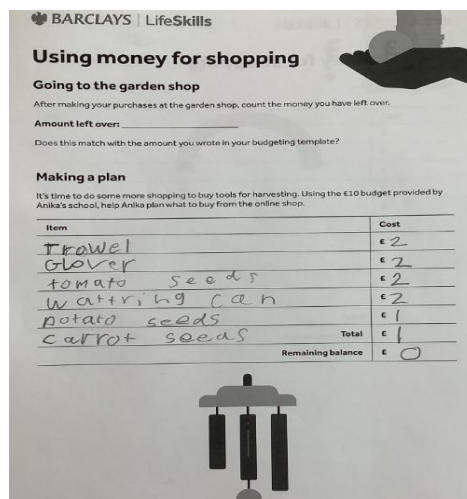 BARCLAYS | LifeSkills
Using money for shopping
Going to the garden shop
After making your purchases at the garden shop, count the money you have left over.
Amount left over:
Does this match with the amount you wrote in your budgeting template?
Making a plan
It's time to do some more shopping to buy tools for harvesting. Using the £10 budget provided by
Anika's school, help Anika plan what to buy from the online shop.
Item Cost
Trowel £ 2
Glover £ 2
tomato seeds £ 2
wattring can £ 2
potato seeds £ 1
carrot seeds Total £ 1
Remaining balance £ 0